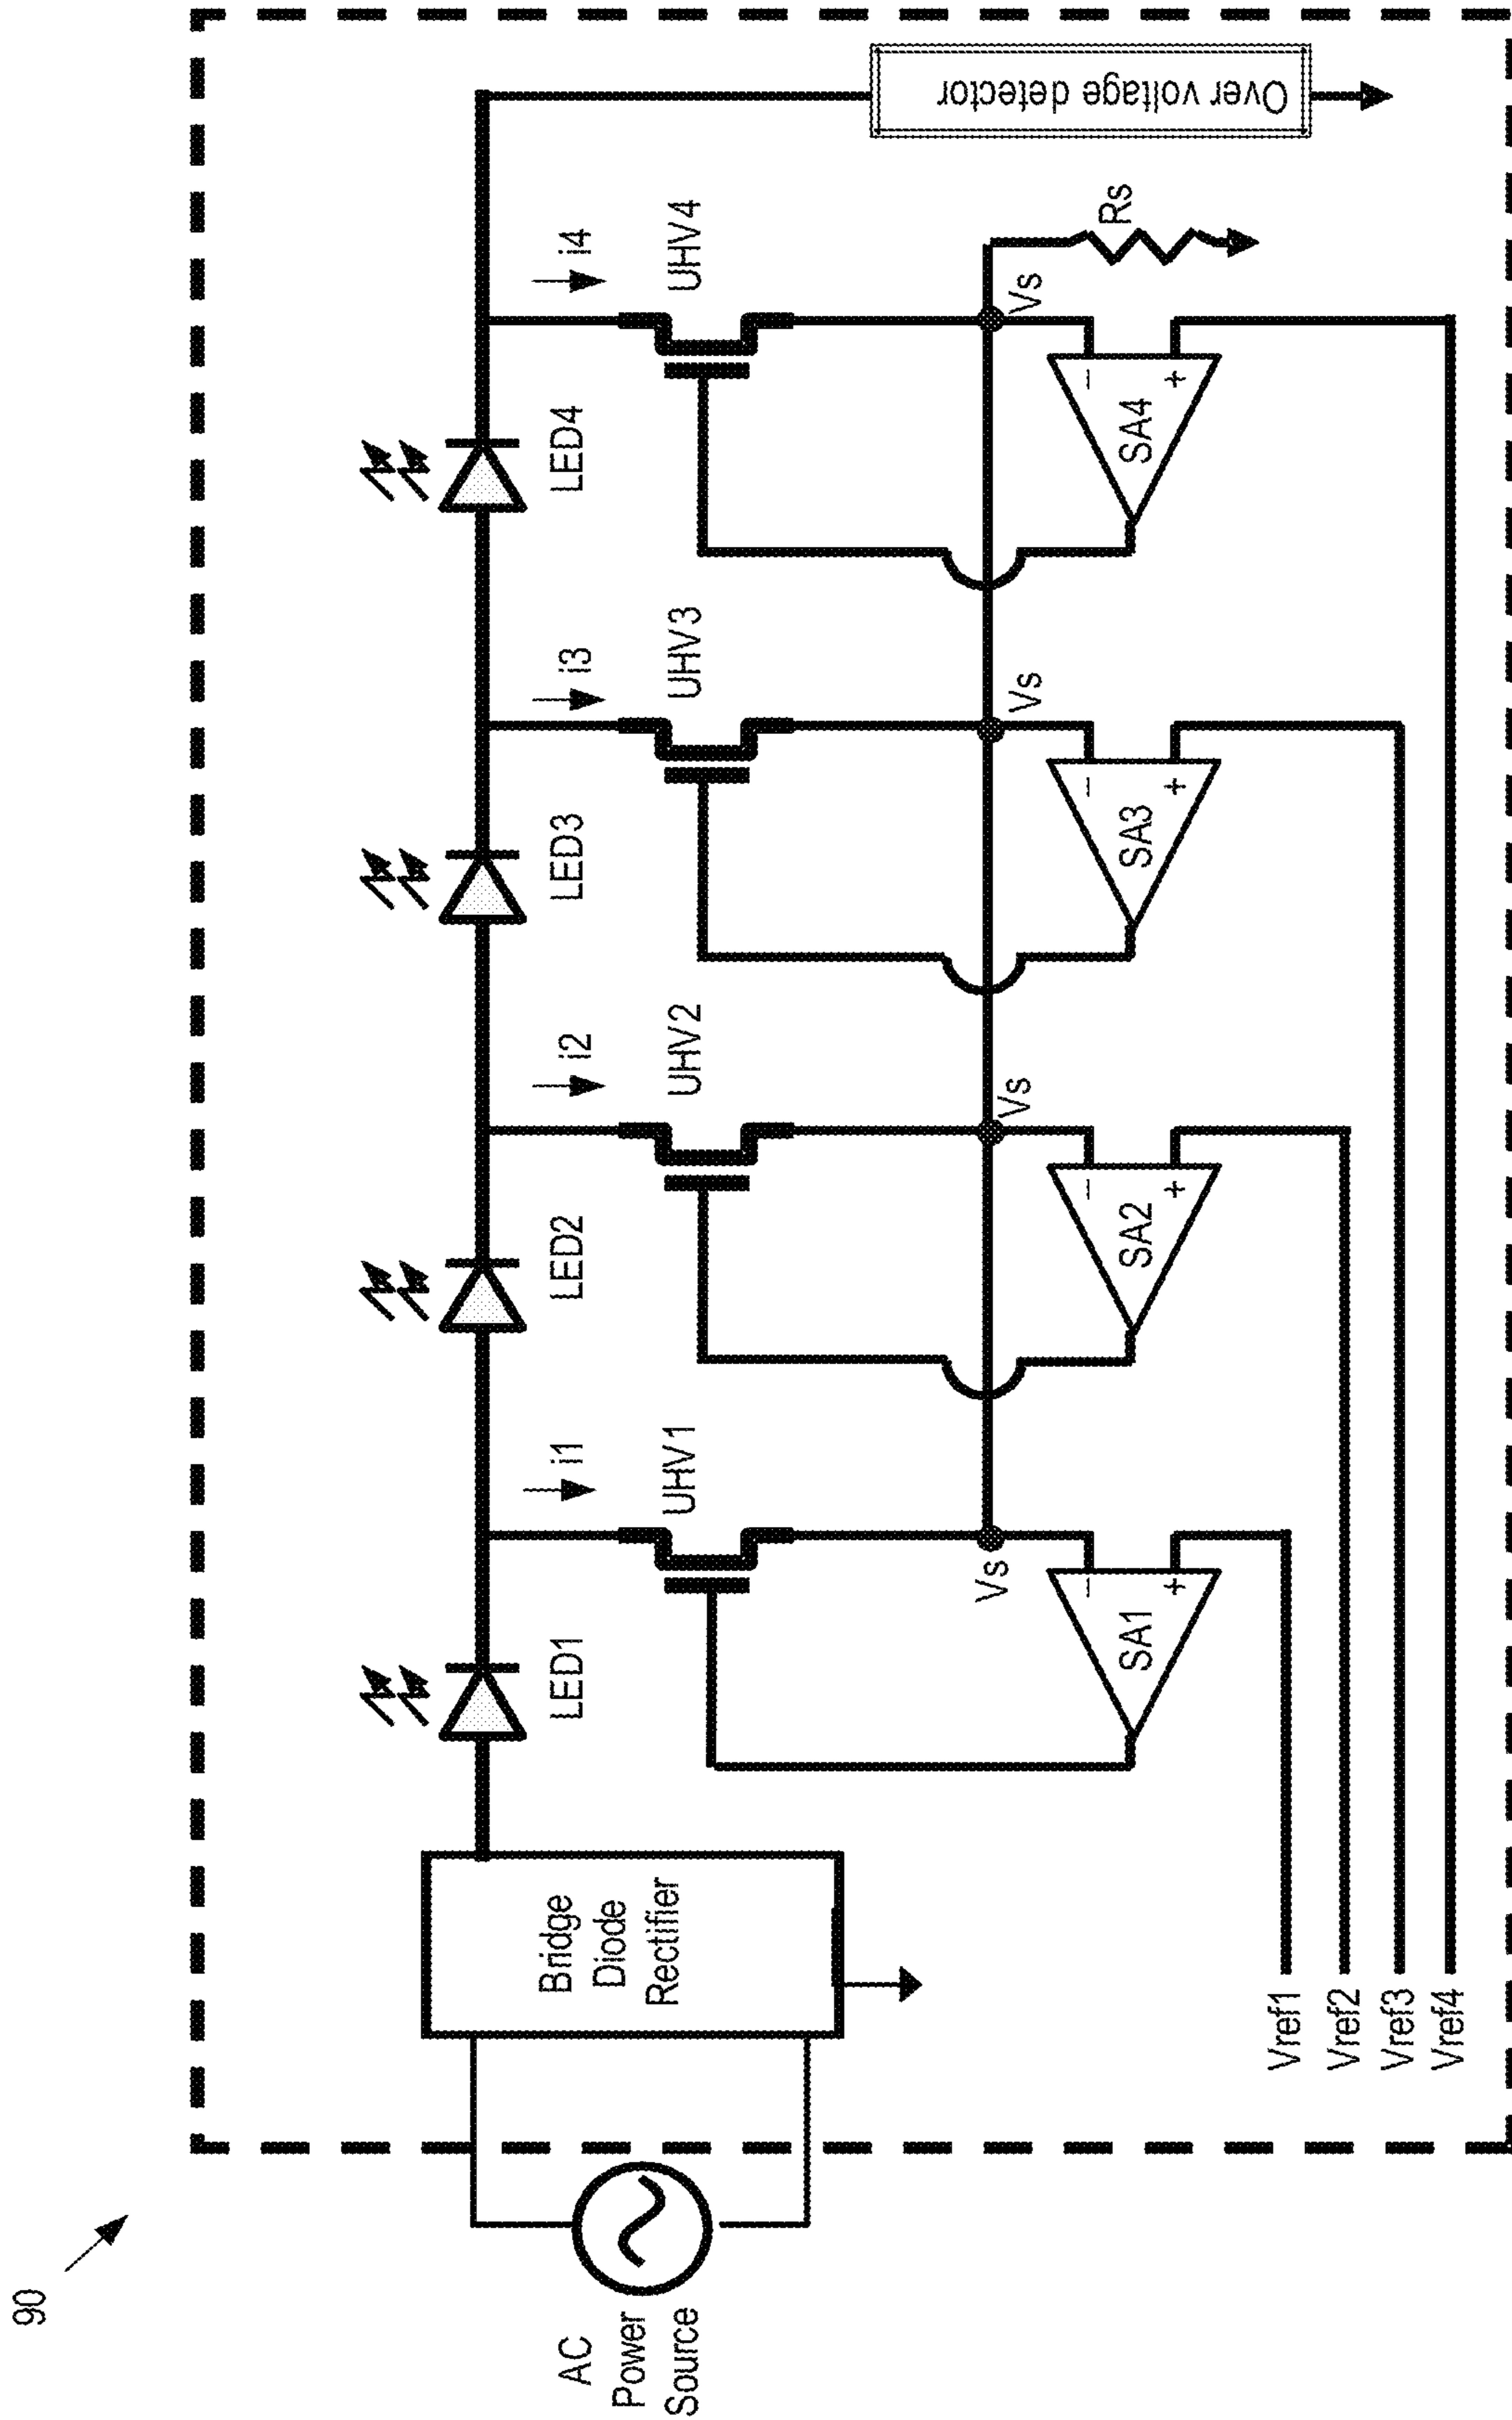 90
AC
Power
Source
Bridge
Diode
Rectifier
LED1
LED2
LED3
LED4
i1
i2
i3
i4
UHV1
UHV2
UHV3
UHV4
Over voltage detector
Vs
Vs
Vs
Vs
Rs
−
+
SA1
−
+
SA2
−
+
SA3
−
+
SA4
Vref1
Vref2
Vref3
Vref4